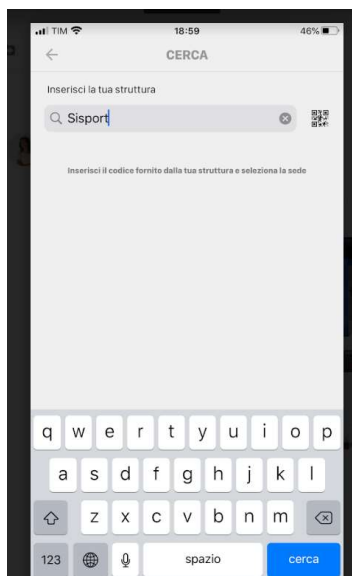 TIM 18:59 46%
CERCA
Inserisci la tua struttura
Sisport
Inserisci il codice fornito dalla tua struttura e seleziona la sede
q w e r t y u i o p
a s d f g h j k l
z x c v b n m
123 spazio cerca